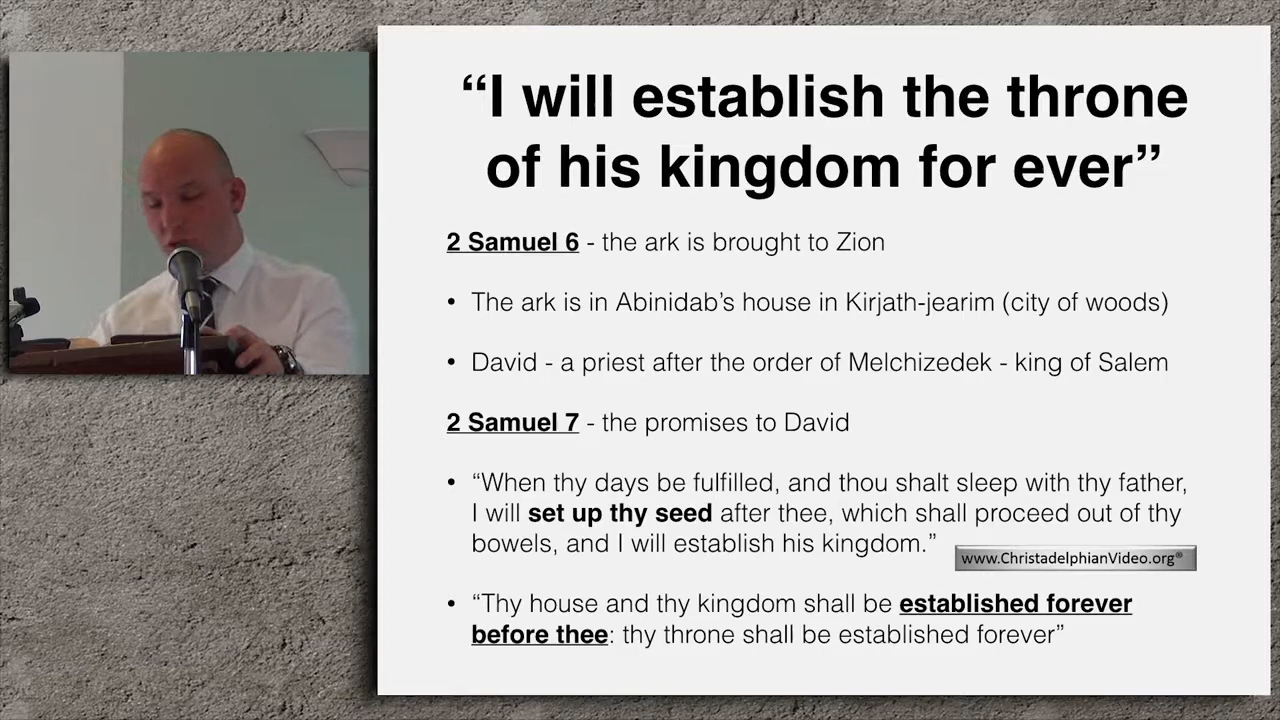 “I will establish the throne
of his kingdom for ever”
2 Samuel 6 - the ark is brought to Zion
• The ark is in Abinidab’s house in Kirjath-jearim (city of woods)
• David - a priest after the order of Melchizedek - king of Salem
2 Samuel 7 - the promises to David
• “When thy days be fulfilled, and thou shalt sleep with thy father,
I will set up thy seed after thee, which shall proceed out of thy
bowels, and I will establish his kingdom.”
www.ChristadelphianVideo.org®
• “Thy house and thy kingdom shall be established forever
before thee: thy throne shall be established forever”